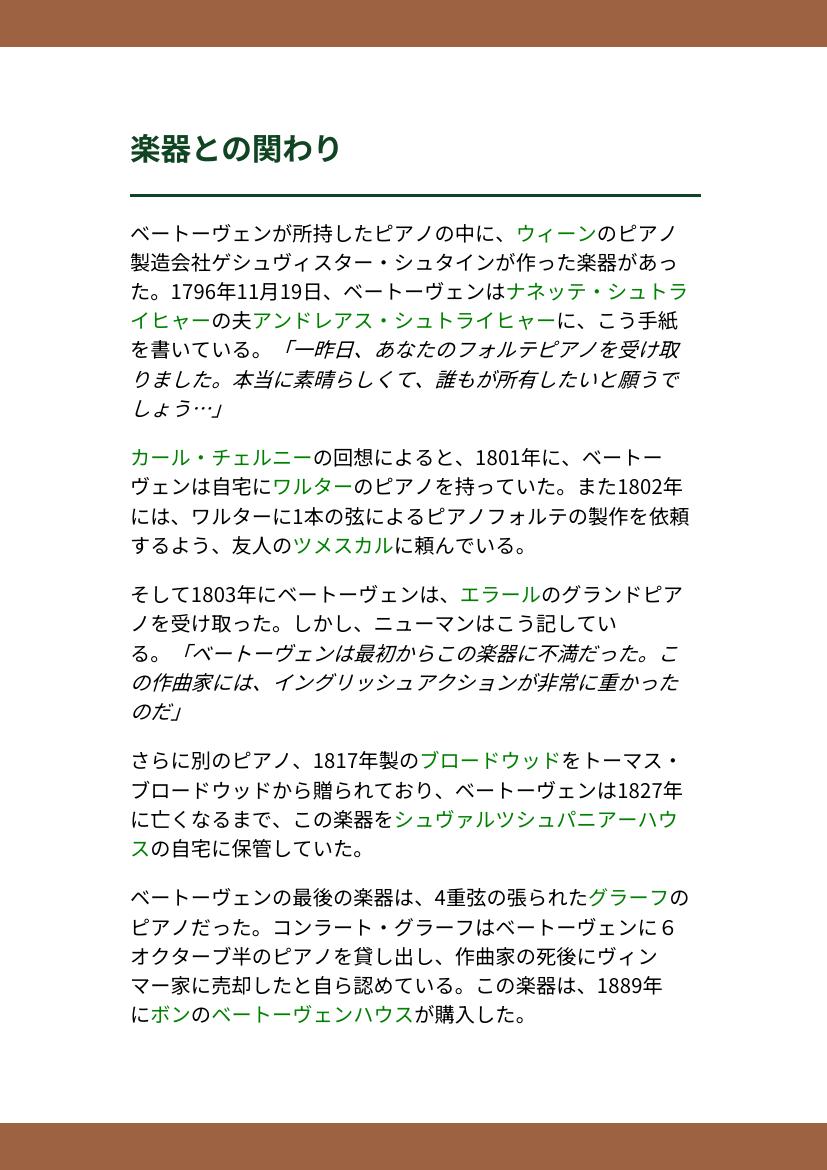 楽器との関わり
ベートーヴェンが所持したピアノの中に、ウィーンのピアノ
製造会社ゲシュヴィスター・シュタインが作った楽器があっ
た。1796年11月19日、ベートーヴェンはナネッテ・シュトラ
イヒャーの夫アンドレアス・シュトライヒャーに、こう手紙
を書いている。「一昨日、あなたのフォルテピアノを受け取
りました。本当に素晴らしくて、誰もが所有したいと願うで
しょう…」
カール・チェルニーの回想によると、1801年に、ベートー
ヴェンは自宅にワルターのピアノを持っていた。また1802年
には、ワルターに1本の弦によるピアノフォルテの製作を依頼
するよう、友人のツメスカルに頼んでいる。
そして1803年にベートーヴェンは、エラールのグランドピア
ノを受け取った。しかし、ニューマンはこう記してい
る。「ベートーヴェンは最初からこの楽器に不満だった。こ
の作曲家には、イングリッシュアクションが非常に重かった
のだ」
さらに別のピアノ、1817年製のブロードウッドをトーマス・
ブロードウッドから贈られており、ベートーヴェンは1827年
に亡くなるまで、この楽器をシュヴァルツシュパニアーハウ
スの自宅に保管していた。
ベートーヴェンの最後の楽器は、4重弦の張られたグラーフの
ピアノだった。コンラート・グラーフはベートーヴェンに６
オクターブ半のピアノを貸し出し、作曲家の死後にヴィン
マー家に売却したと自ら認めている。この楽器は、1889年
にボンのベートーヴェンハウスが購入した。